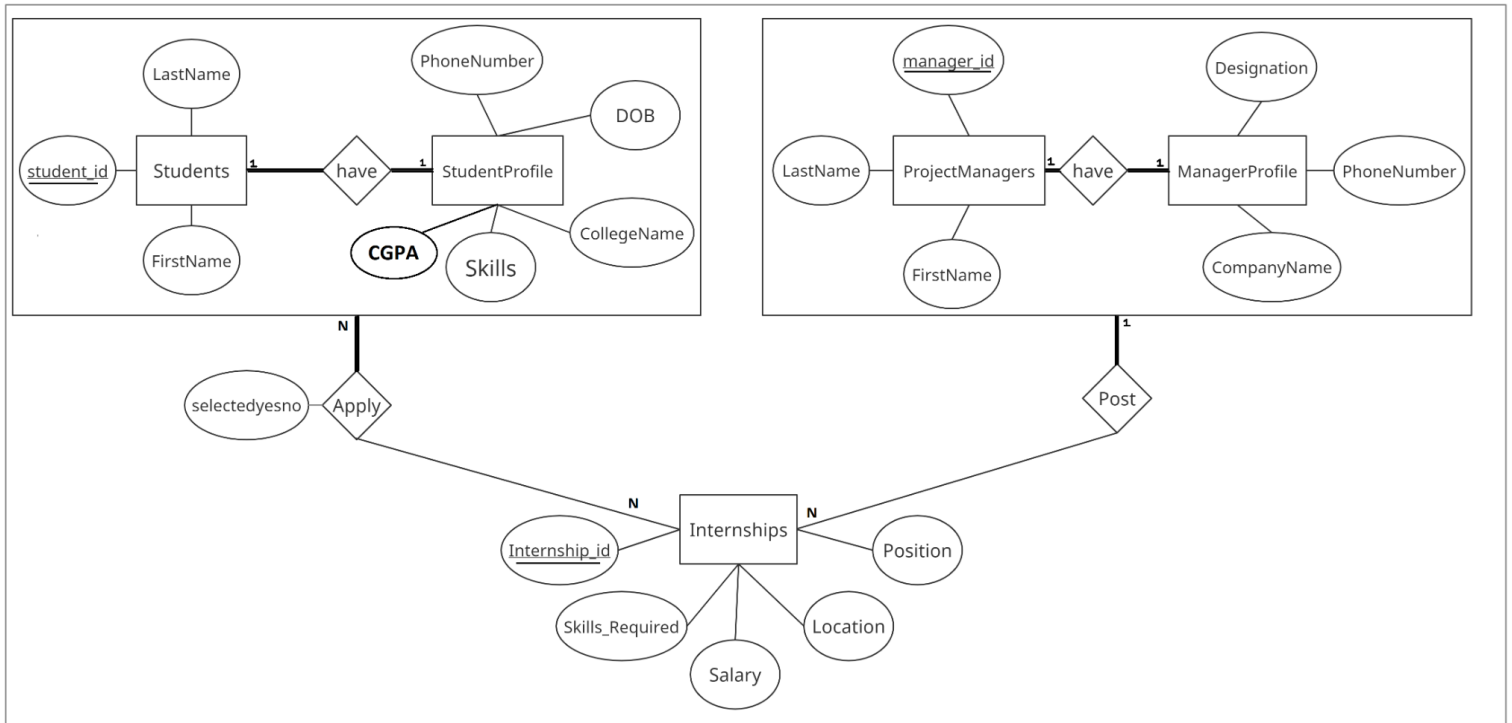 PhoneNumber
LastName
DOB
student_id
Students
1
have
1
StudentProfile
FirstName
CGPA
Skills
CollegeName
manager_id
Designation
LastName
ProjectManagers
1
have
1
ManagerProfile
PhoneNumber
FirstName
CompanyName
N
1
selectedyesno
Apply
Post
N
N
Internships
Internship_id
Position
Skills_Required
Location
Salary